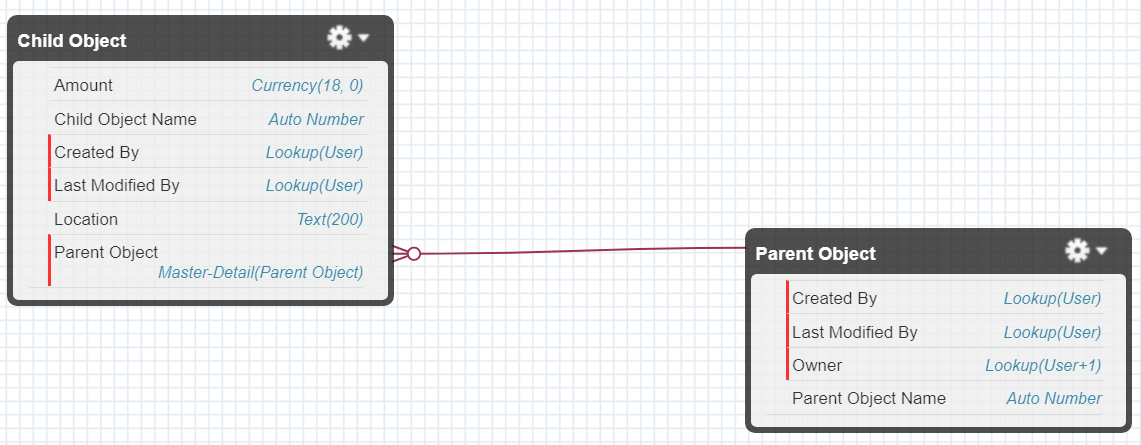 Child Object
Amount Currency(18, 0)
Child Object Name Auto Number
Created By Lookup(User)
Last Modified By Lookup(User)
Location Text(200)
Parent Object
Master-Detail(Parent Object)
Parent Object
Created By Lookup(User)
Last Modified By Lookup(User)
Owner Lookup(User+1)
Parent Object Name Auto Number